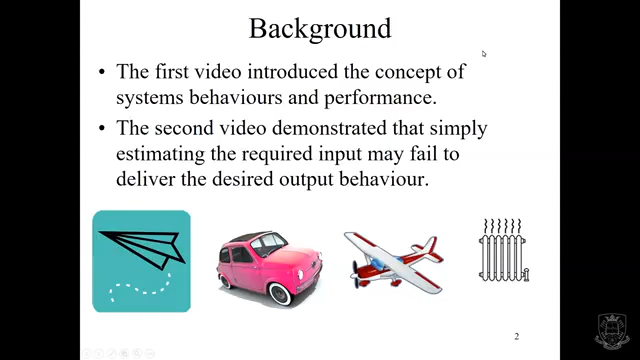 Background
• The first video introduced the concept of
systems behaviours and performance.
• The second video demonstrated that simply
estimating the required input may fail to
deliver the desired output behaviour.
2